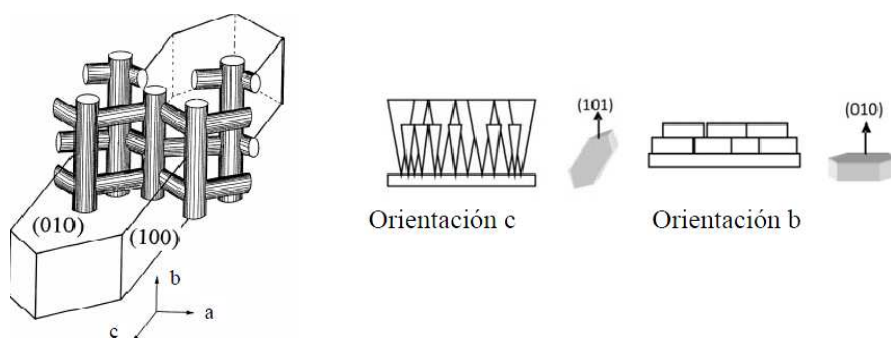 (010)
(100)
b
a
c
(101)
(010)
Orientación c
Orientación b